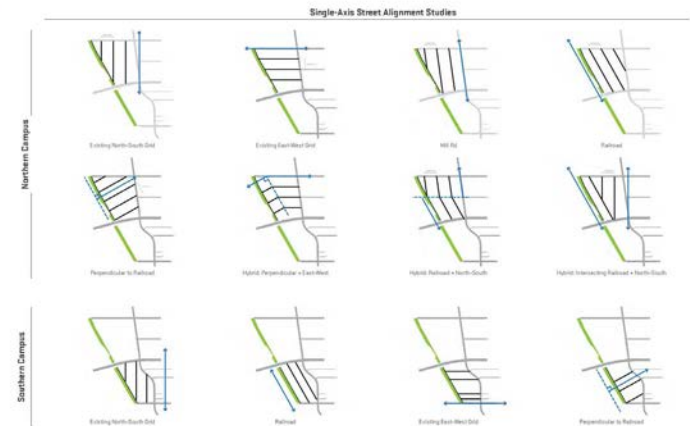 Single-Axis Street Alignment Studies
Northern Campus
Existing North-South Grid
Existing East-West Grid
Mill Rd
Railroad
Perpendicular to Railroad
Hybrid: Perpendicular + East-West
Hybrid: Railroad + North-South
Hybrid: Intersecting Railroad + North-South
Southern Campus
Existing North-South Grid
Railroad
Existing East-West Grid
Perpendicular to Railroad